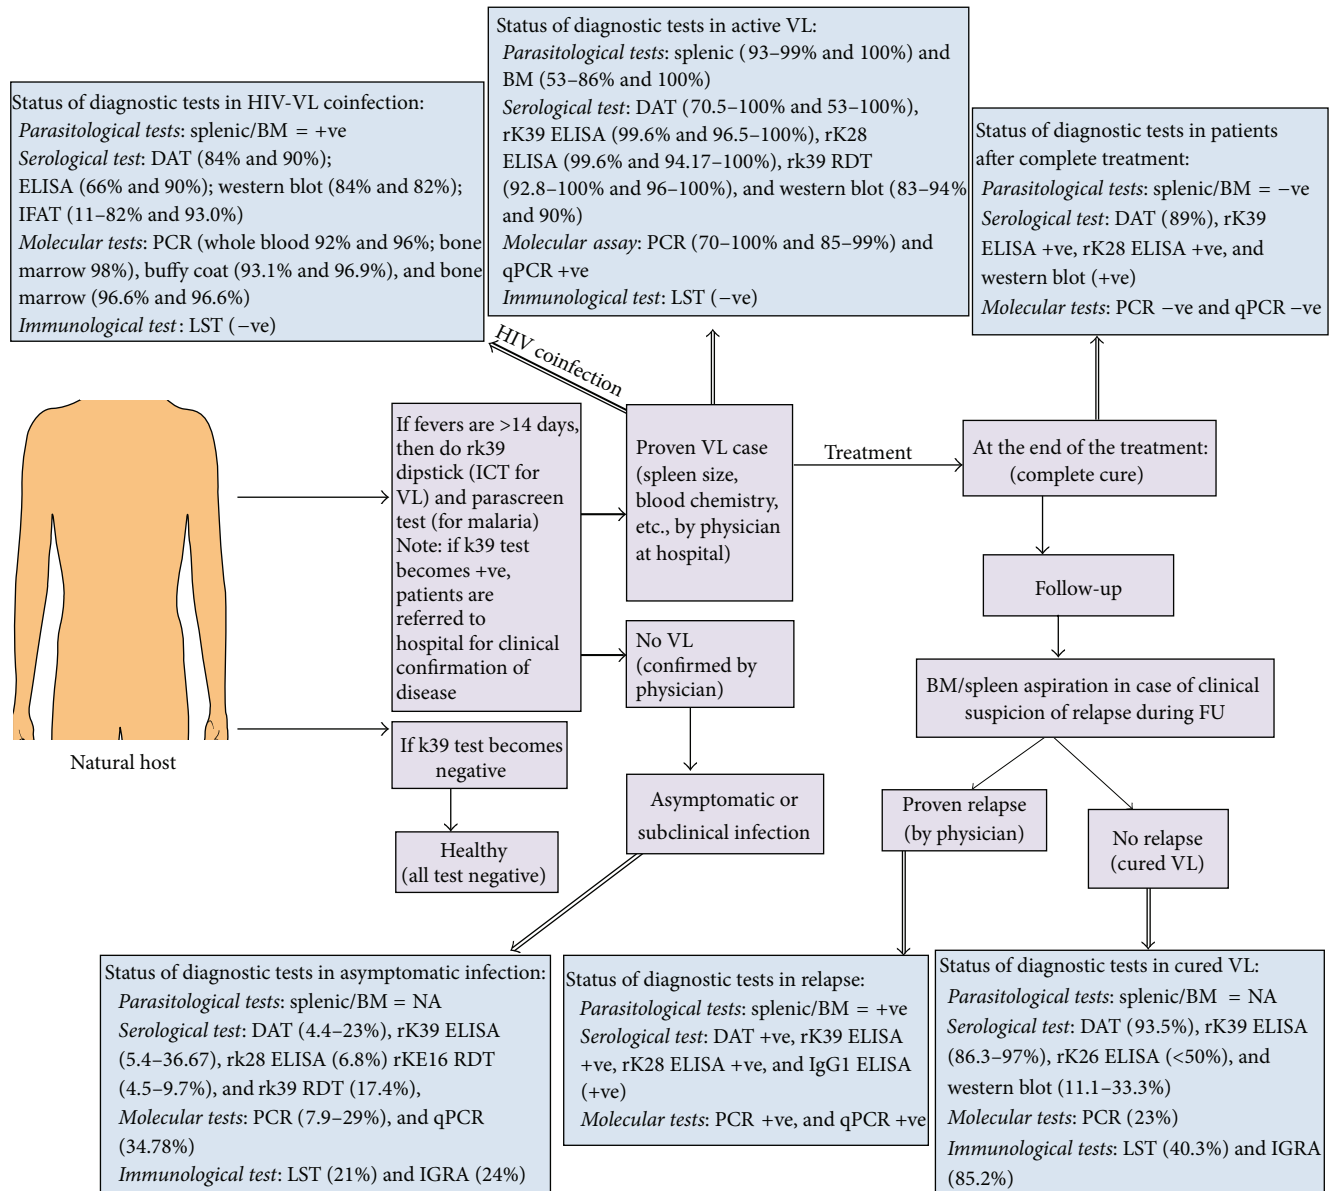 Status of diagnostic tests in HIV-VL coinfection:
Parasitological tests: splenic/BM = +ve
Serological test: DAT (84% and 90%);
ELISA (66% and 90%); western blot (84% and 82%);
IFAT (11–82% and 93.0%)
Molecular tests: PCR (whole blood 92% and 96%; bone
marrow 98%), buffy coat (93.1% and 96.9%), and bone
marrow (96.6% and 96.6%)
Immunological test: LST (−ve)
Status of diagnostic tests in active VL:
Parasitological tests: splenic (93–99% and 100%) and
BM (53–86% and 100%)
Serological test: DAT (70.5–100% and 53–100%),
rK39 ELISA (99.6% and 96.5–100%), rK28
ELISA (99.6% and 94.17–100%), rk39 RDT
(92.8–100% and 96–100%), and western blot (83–94%
and 90%)
Molecular assay: PCR (70–100% and 85–99%) and
qPCR +ve
Immunological test: LST (−ve)
Status of diagnostic tests in patients
after complete treatment:
Parasitological tests: splenic/BM = −ve
Serological test: DAT (89%), rK39
ELISA +ve, rK28 ELISA +ve, and
western blot (+ve)
Molecular tests: PCR −ve and qPCR −ve
HIV coinfection
If fevers are >14 days,
then do rk39
dipstick (ICT for
VL) and parascreen
test (for malaria)
Note: if k39 test
becomes +ve,
patients are
referred to
hospital for clinical
confirmation of
disease
Proven VL case
(spleen size,
blood chemistry,
etc., by physician
at hospital)
Treatment
At the end of the treatment:
(complete cure)
Follow-up
No VL
(confirmed by
physician)
BM/spleen aspiration in case of clinical
suspicion of relapse during FU
Natural host
If k39 test becomes
negative
Asymptomatic or
subclinical infection
Proven relapse
(by physician)
No relapse
(cured VL)
Healthy
(all test negative)
Status of diagnostic tests in asymptomatic infection:
Parasitological tests: splenic/BM = NA
Serological test: DAT (4.4–23%), rK39 ELISA
(5.4–36.67), rk28 ELISA (6.8%) rKE16 RDT
(4.5–9.7%), and rk39 RDT (17.4%),
Molecular tests: PCR (7.9–29%), and qPCR
(34.78%)
Immunological test: LST (21%) and IGRA (24%)
Status of diagnostic tests in relapse:
Parasitological tests: splenic/BM = +ve
Serological test: DAT +ve, rK39 ELISA
+ve, rK28 ELISA +ve, and IgG1 ELISA
(+ve)
Molecular tests: PCR +ve, and qPCR +ve
Status of diagnostic tests in cured VL:
Parasitological tests: splenic/BM = NA
Serological test: DAT (93.5%), rK39 ELISA
(86.3–97%), rK26 ELISA (<50%), and
western blot (11.1–33.3%)
Molecular tests: PCR (23%)
Immunological tests: LST (40.3%) and IGRA
(85.2%)